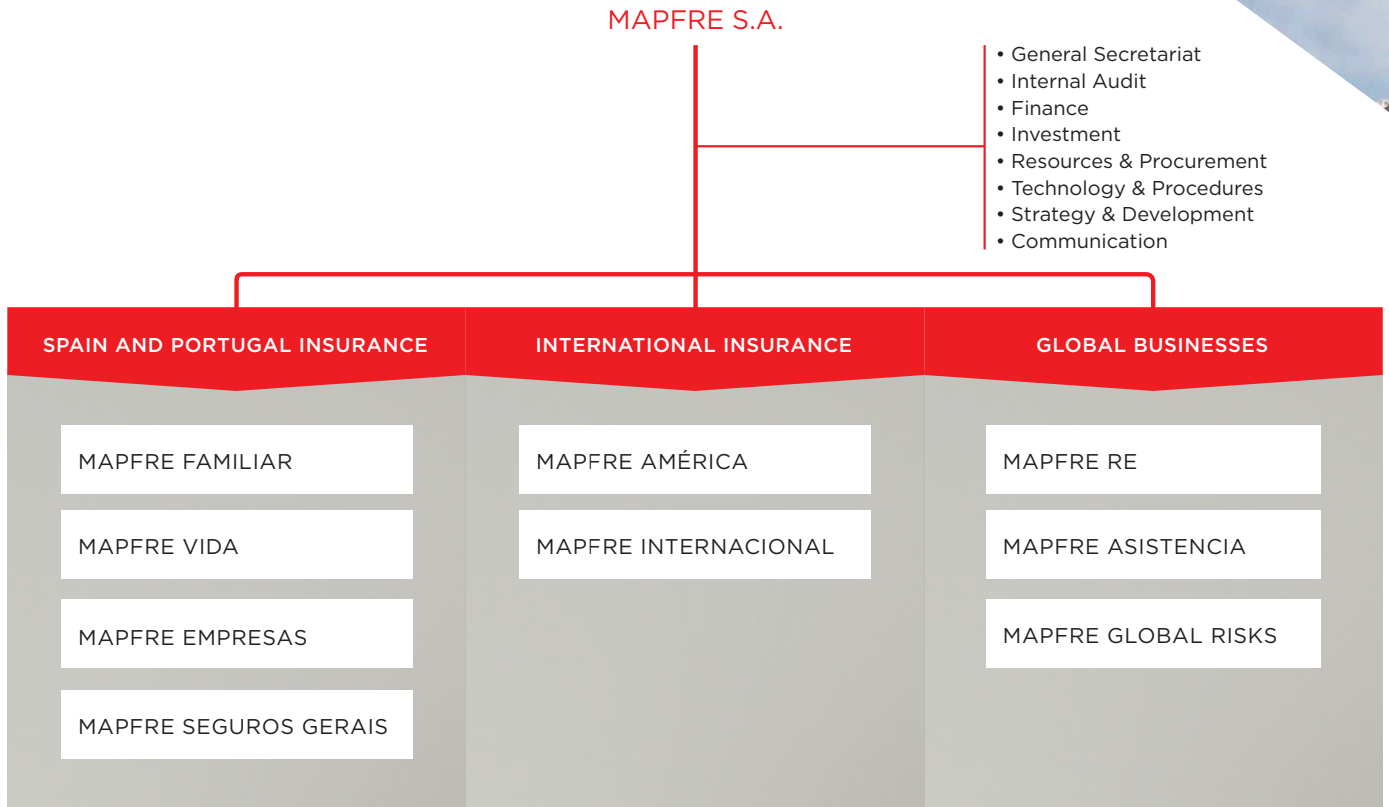 MAPFRE S.A.
• General Secretariat
• Internal Audit
• Finance
• Investment
• Resources & Procurement
• Technology & Procedures
• Strategy & Development
• Communication
SPAIN AND PORTUGAL INSURANCE
MAPFRE FAMILIAR
MAPFRE VIDA
MAPFRE EMPRESAS
MAPFRE SEGUROS GERAIS
INTERNATIONAL INSURANCE
MAPFRE AMÉRICA
MAPFRE INTERNACIONAL
GLOBAL BUSINESSES
MAPFRE RE
MAPFRE ASISTENCIA
MAPFRE GLOBAL RISKS